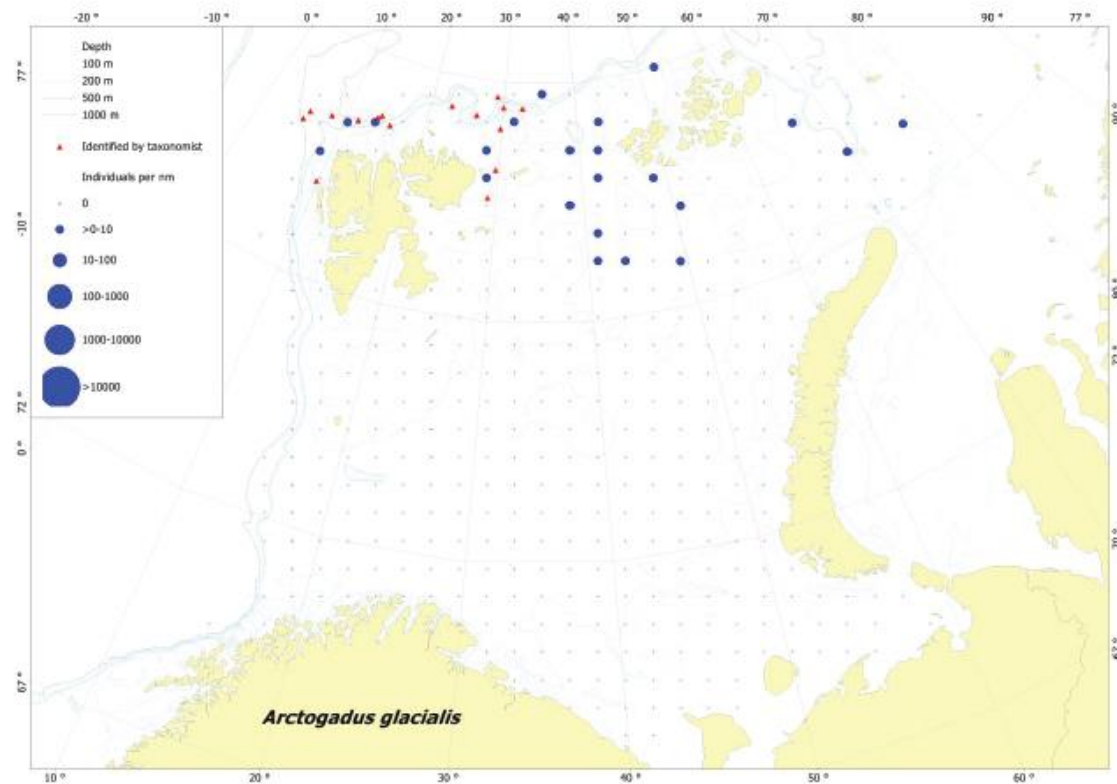 -20 ° -10 ° 0 ° 10 ° 20 ° 30 ° 40 ° 50 ° 60 ° 70 ° 80 ° 90 ° 77 °
Depth
100 m
200 m
500 m
1000 m
Identified by taxonomist
Individuals per nm
0
>0-10
10-100
100-1000
1000-10000
>10000
77 °
-10 °
72 °
0 °
67 °
Arctogadus glacialis
10 ° 20 ° 30 ° 40 ° 50 ° 60 °